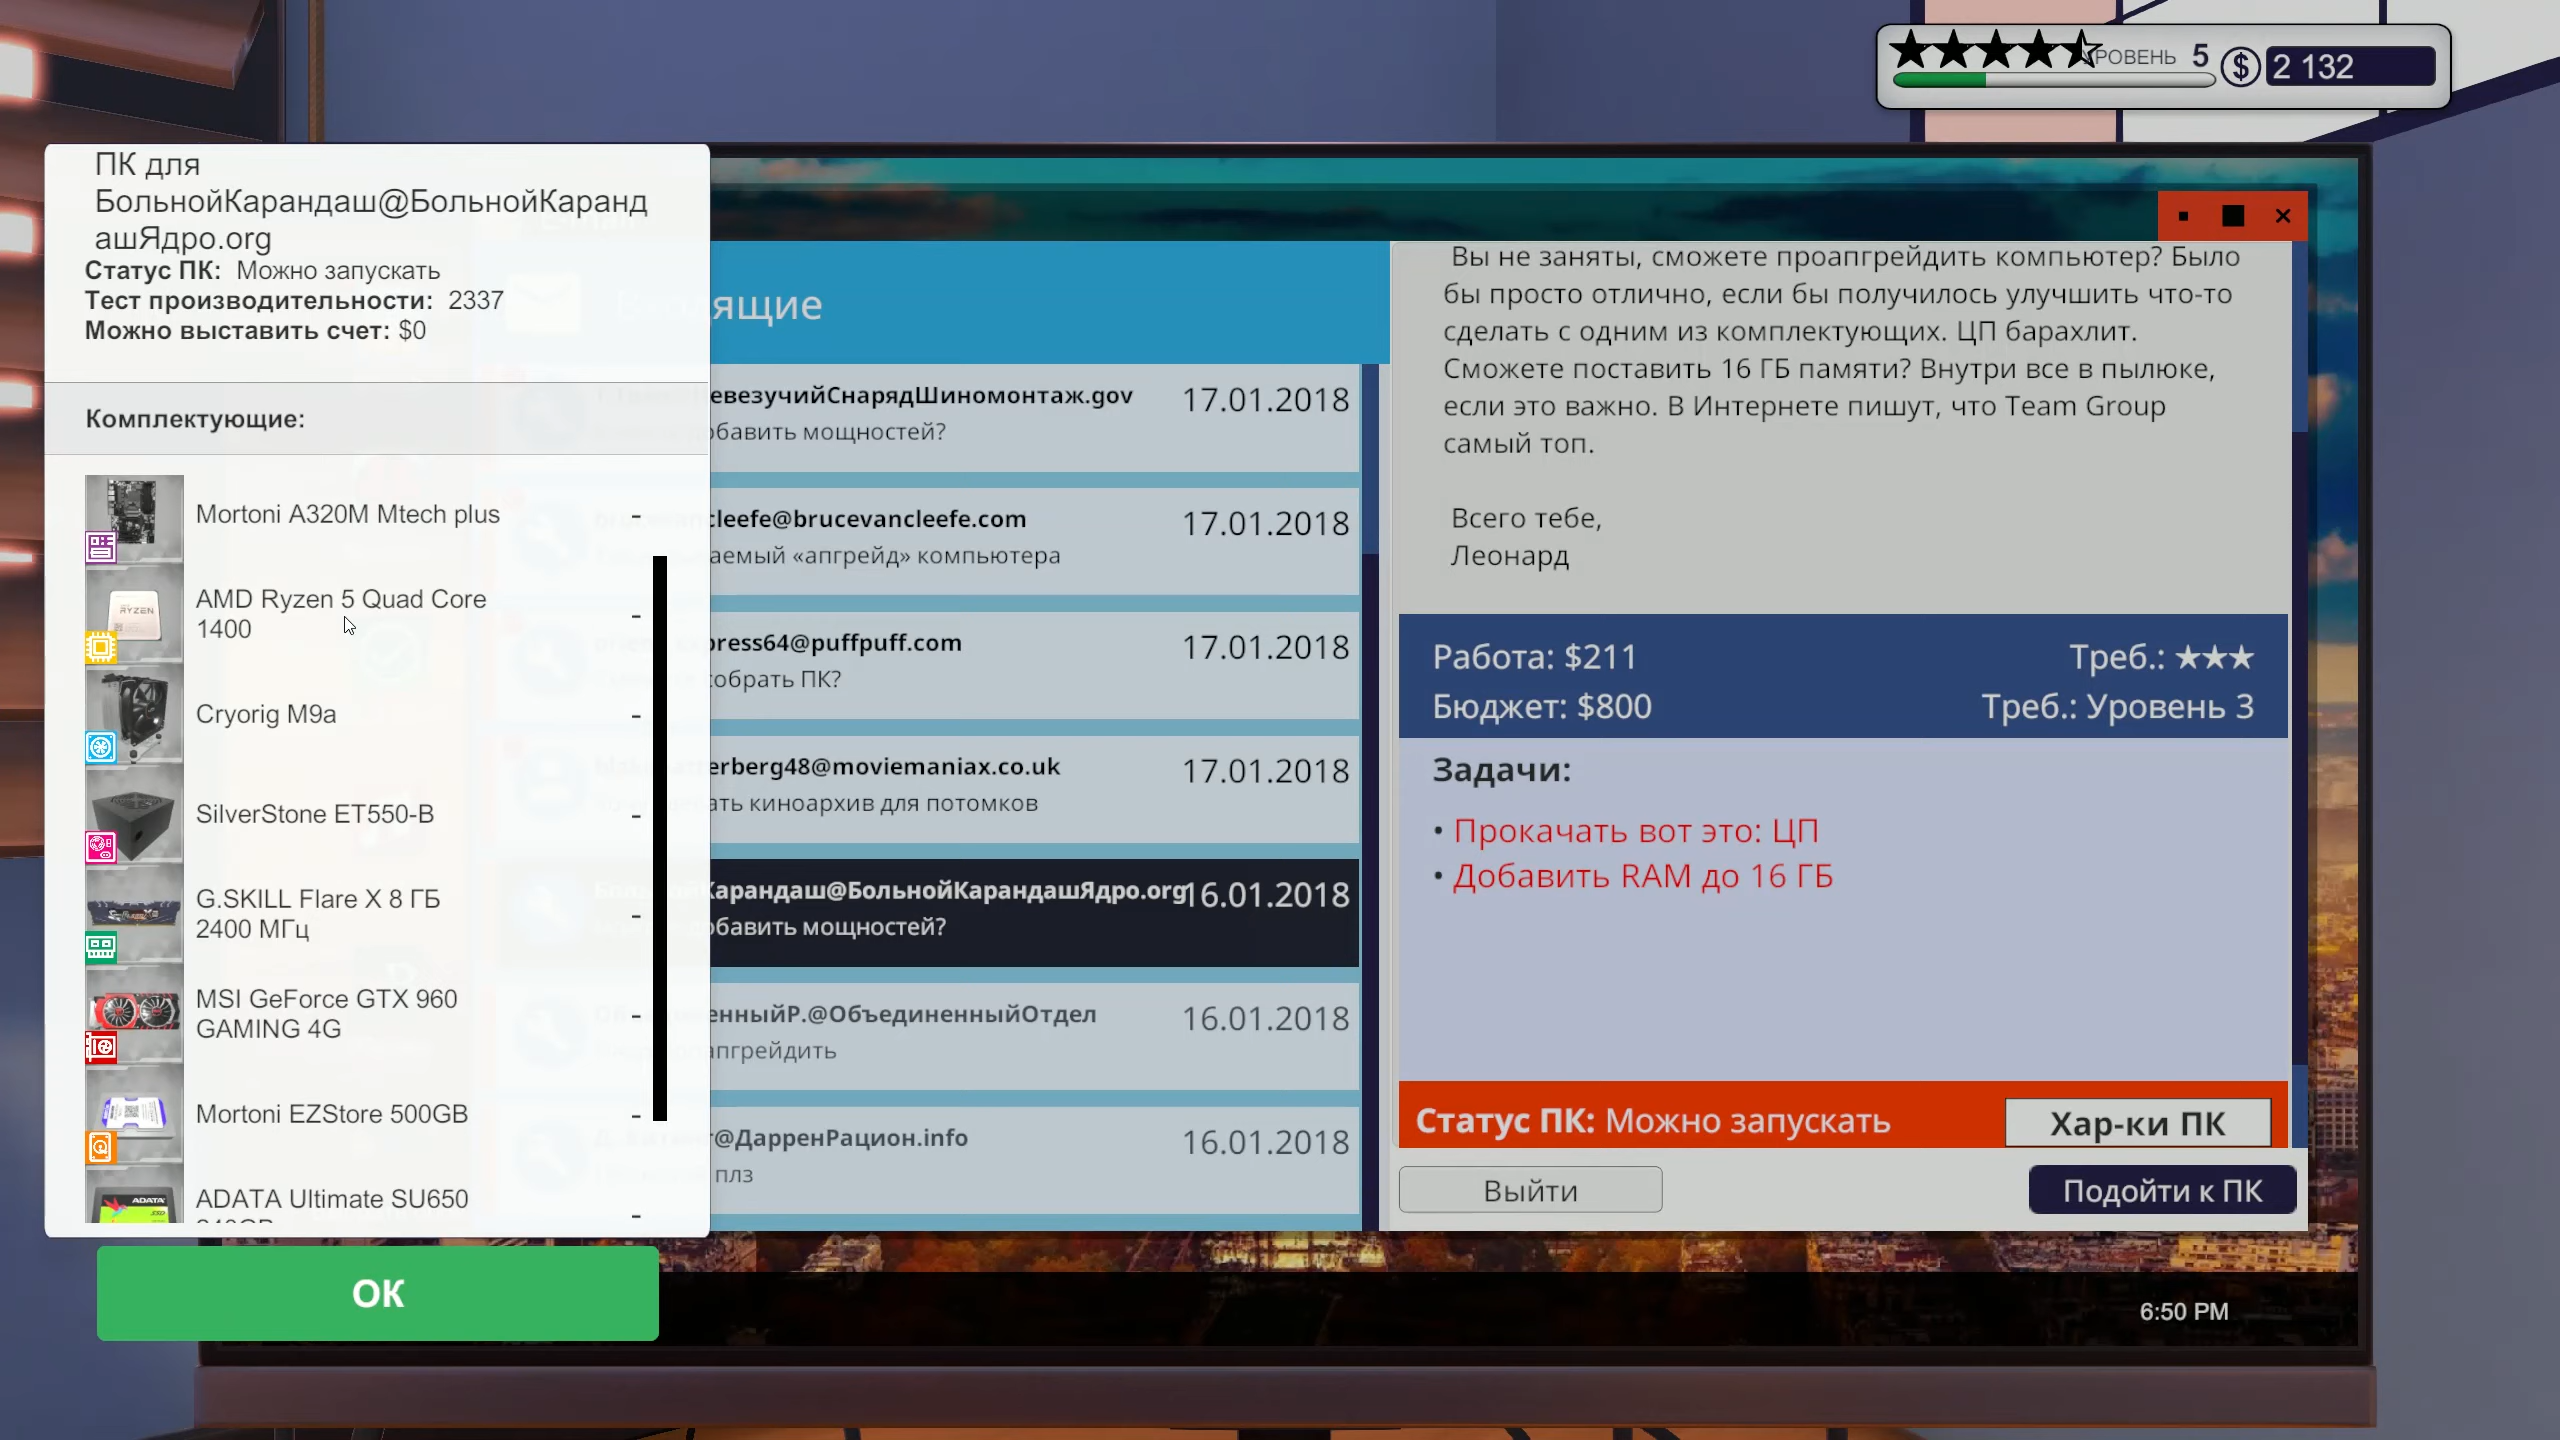 УРОВЕНЬ 5
2 132
ПК для
БольнойКарандаш@БольнойКаранд
ашЯдро.org
Статус ПК: Можно запускать
Тест производительности: 2337
Можно выставить счет: $0
Комплектующие:
Mortoni A320M Mtech plus -
AMD Ryzen 5 Quad Core
1400 -
Cryorig M9a -
SilverStone ET550-B -
G.SKILL Flare X 8 ГБ
2400 МГц -
MSI GeForce GTX 960
GAMING 4G -
Mortoni EZStore 500GB -
ADATA Ultimate SU650 -
OK
Входящие
евезучийСнарядШиномонтаж.gov 17.01.2018
обавить мощностей?
cleefe@brucevancleefe.com 17.01.2018
аемый «апгрейд» компьютера
press64@puffpuff.com 17.01.2018
собрать ПК?
erberg48@moviemaniax.co.uk 17.01.2018
ать киноархив для потомков
Карандаш@БольнойКарандашЯдро.org 16.01.2018
обавить мощностей?
енныйР.@ОбъединенныйОтдел 16.01.2018
апгрейдить
@ДарренРацион.info 16.01.2018
плз
Вы не заняты, сможете проапгрейдить компьютер? Было
бы просто отлично, если бы получилось улучшить что-то
сделать с одним из комплектующих. ЦП барахлит.
Сможете поставить 16 ГБ памяти? Внутри все в пылюке,
если это важно. В Интернете пишут, что Team Group
самый топ.
Всего тебе,
Леонард
Работа: $211 Треб.: ★★★
Бюджет: $800 Треб.: Уровень 3
Задачи:
• Прокачать вот это: ЦП
• Добавить RAM до 16 ГБ
Статус ПК: Можно запускать Хар-ки ПК
Выйти Подойти к ПК
6:50 PM